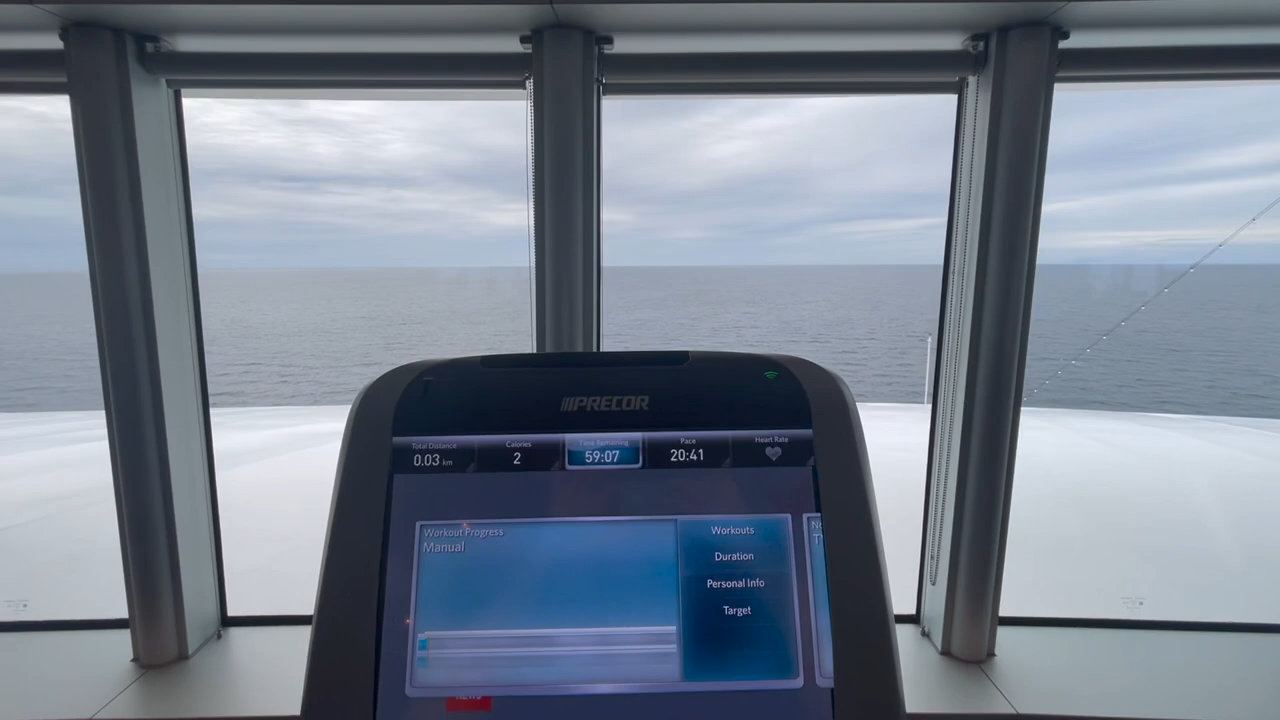 PRECOR
Total Distance
0.03 km
Calories
2
Time Remaining
59:07
Pace
20:41
Heart Rate
Workout Progress
Manual
Workouts
Duration
Personal Info
Target
NEWS